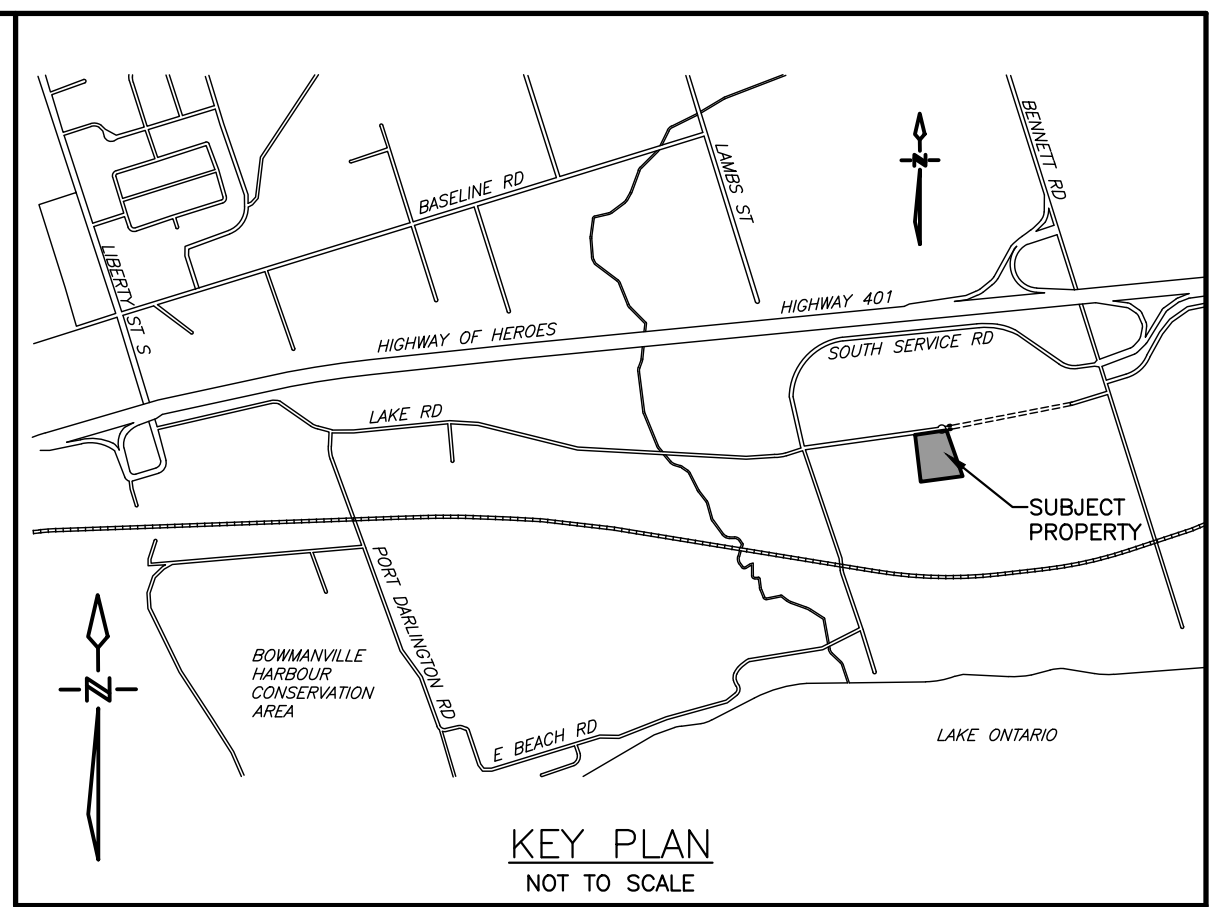 BENNETT RD
LAMBS ST
N
BASELINE RD
LIBERTY ST S
HIGHWAY 401
HIGHWAY OF HEROES
SOUTH SERVICE RD
LAKE RD
SUBJECT
PROPERTY
PORT DARLINGTON RD
BOWMANVILLE
HARBOUR
CONSERVATION
AREA
N
E BEACH RD
LAKE ONTARIO
KEY PLAN
NOT TO SCALE